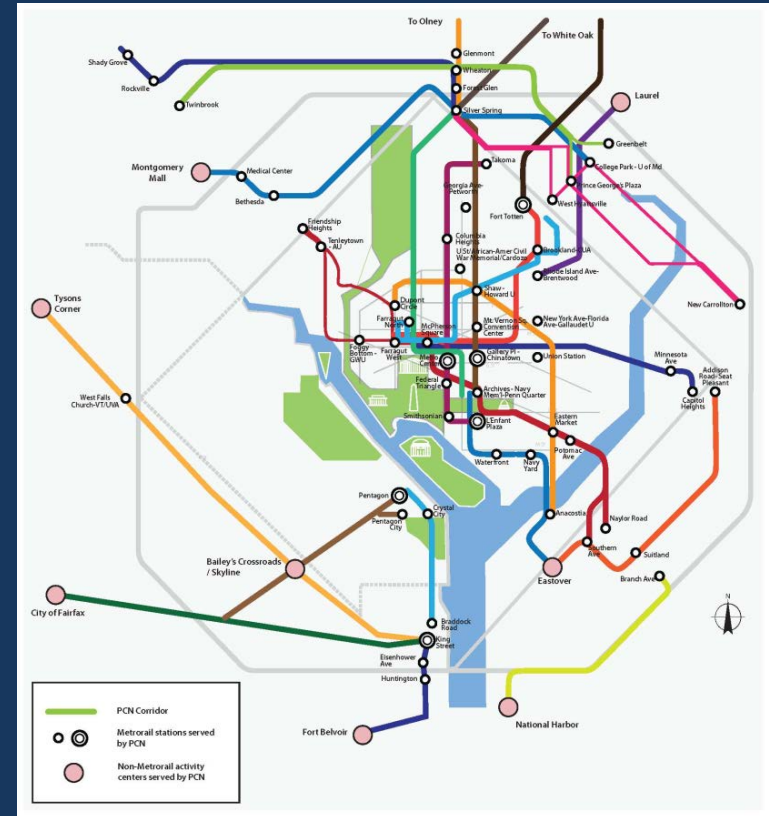 To Olney
To White Oak
Glenmont
Shady Grove
Wheaton
Rockville
Forest Glen
Twinbrook
Silver Spring
Laurel
Greenbelt
Takoma
College Park - U of Md
Montgomery
Mall
Medical Center
Prince George's Plaza
Bethesda
Georgia Ave-
Petworth
West Hyattsville
Fort Totten
Friendship
Heights
Tenleytown
- AU
Columbia
Heights
U St/African-Amer Civil
War Memorial/Cardozo
Brookland-CUA
Rhode Island Ave-
Brentwood
Shaw -
Howard U
New Carrollton
Tysons
Corner
Dupont
Circle
Farragut
North
McPherson
Square
Mt. Vernon Sq.
Convention
Center
New York Ave-Florida
Ave-Gallaudet U
Foggy
Bottom -
GWU
Farragut
West
Metro
Center
Gallery Pl -
Chinatown
Union Station
Minnesota
Ave
Addison
Road-Seat
Pleasant
Federal
Triangle
Archives - Navy
Mem'l-Penn Quarter
Capitol
Heights
West Falls
Church-VT/UVA
Smithsonian
L'Enfant
Plaza
Eastern
Market
Potomac
Ave
Waterfront
Navy
Yard
Pentagon
Crystal
City
Pentagon
City
Anacostia
Naylor Road
Southern
Ave
Suitland
Bailey's Crossroads
/ Skyline
Eastover
Branch Ave
City of Fairfax
Braddock
Road
King
Street
Eisenhower
Ave
Huntington
N
Fort Belvoir
National Harbor
PCN Corridor
Metrorail stations served
by PCN
Non-Metrorail activity
centers served by PCN